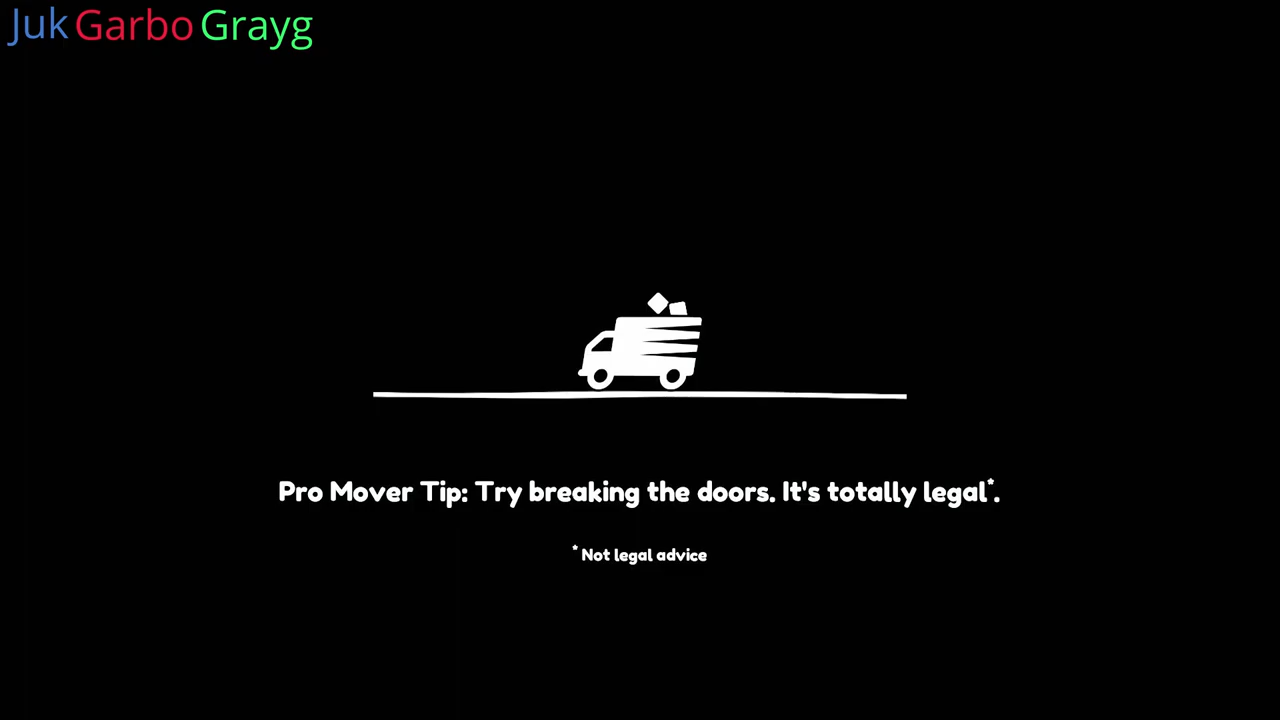 Juk Garbo Grayg
Pro Mover Tip: Try breaking the doors. It's totally legal*.
* Not legal advice